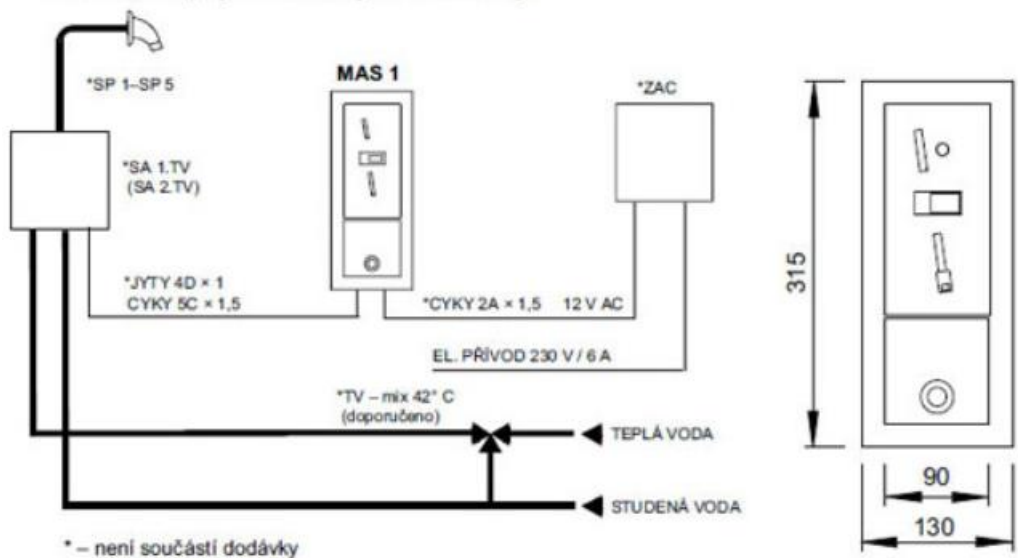 *SP 1–SP 5
MAS 1
*ZAC
*SA 1.TV
(SA 2.TV)
*JYTY 4D × 1
CYKY 5C × 1,5
*CYKY 2A × 1,5 12 V AC
EL. PŘÍVOD 230 V / 6 A
*TV – mix 42° C
(doporučeno)
TEPLÁ VODA
STUDENÁ VODA
* – není součástí dodávky
315
90
130